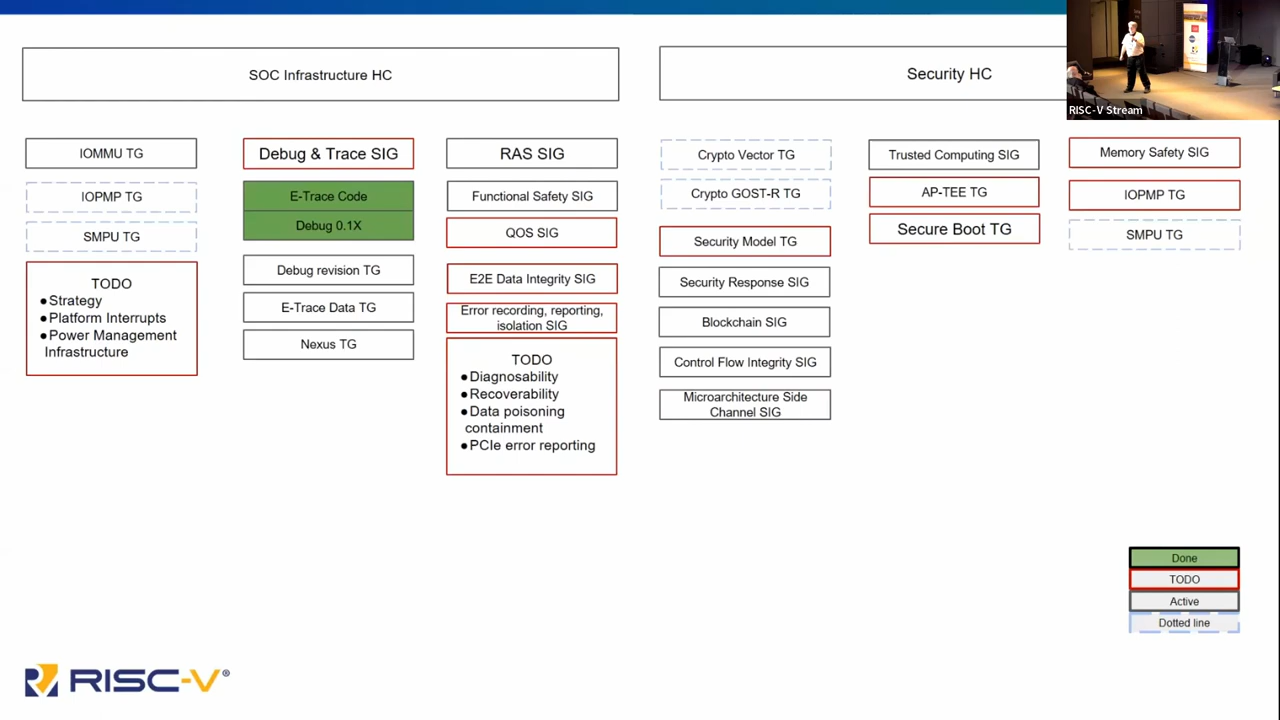 SOC Infrastructure HC
Security HC
RISC-V Stream
IOMMU TG
IOPMP TG
SMPU TG
TODO
●Strategy
●Platform Interrupts
●Power Management
Infrastructure
Debug & Trace SIG
E-Trace Code
Debug 0.1X
Debug revision TG
E-Trace Data TG
Nexus TG
RAS SIG
Functional Safety SIG
QOS SIG
E2E Data Integrity SIG
Error recording, reporting,
isolation SIG
TODO
●Diagnosability
●Recoverability
●Data poisoning
containment
●PCIe error reporting
Crypto Vector TG
Crypto GOST-R TG
Security Model TG
Security Response SIG
Blockchain SIG
Control Flow Integrity SIG
Microarchitecture Side
Channel SIG
Trusted Computing SIG
AP-TEE TG
Secure Boot TG
Memory Safety SIG
IOPMP TG
SMPU TG
Done
TODO
Active
Dotted line
RISC-V®